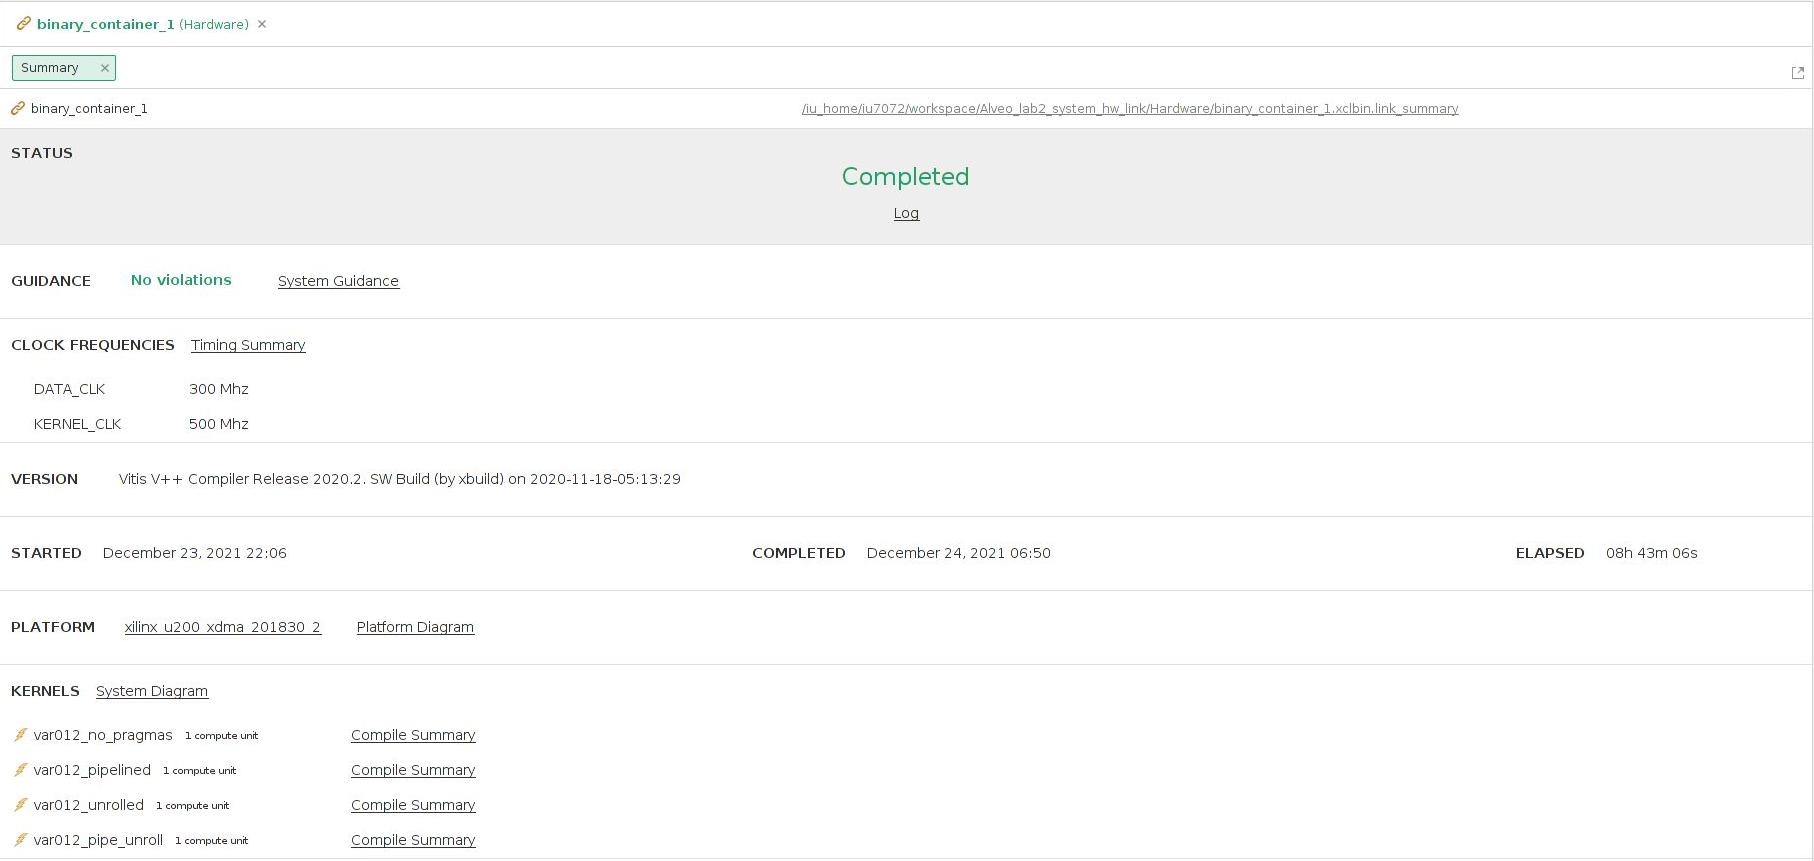 binary_container_1 (Hardware) ×
Summary ×
binary_container_1 /iu_home/iu7072/workspace/Alveo_lab2_system_hw_link/Hardware/binary_container_1.xclbin.link_summary
STATUS
Completed
Log
GUIDANCE No violations System Guidance
CLOCK FREQUENCIES Timing Summary
DATA_CLK 300 Mhz
KERNEL_CLK 500 Mhz
VERSION Vitis V++ Compiler Release 2020.2. SW Build (by xbuild) on 2020-11-18-05:13:29
STARTED December 23, 2021 22:06 COMPLETED December 24, 2021 06:50 ELAPSED 08h 43m 06s
PLATFORM xilinx_u200_xdma_201830_2 Platform Diagram
KERNELS System Diagram
var012_no_pragmas 1 compute unit Compile Summary
var012_pipelined 1 compute unit Compile Summary
var012_unrolled 1 compute unit Compile Summary
var012_pipe_unroll 1 compute unit Compile Summary